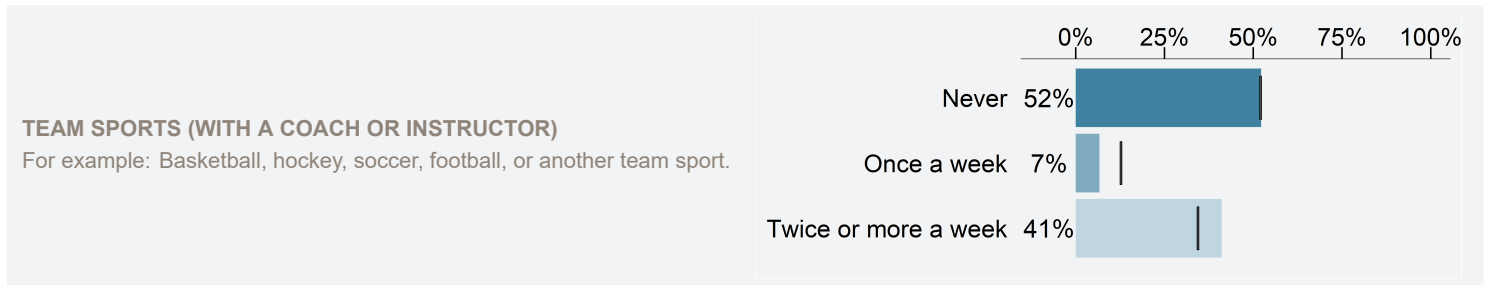 0% 25% 50% 75% 100%
Never 52%
TEAM SPORTS (WITH A COACH OR INSTRUCTOR)
For example: Basketball, hockey, soccer, football, or another team sport.
Once a week 7%
Twice or more a week 41%